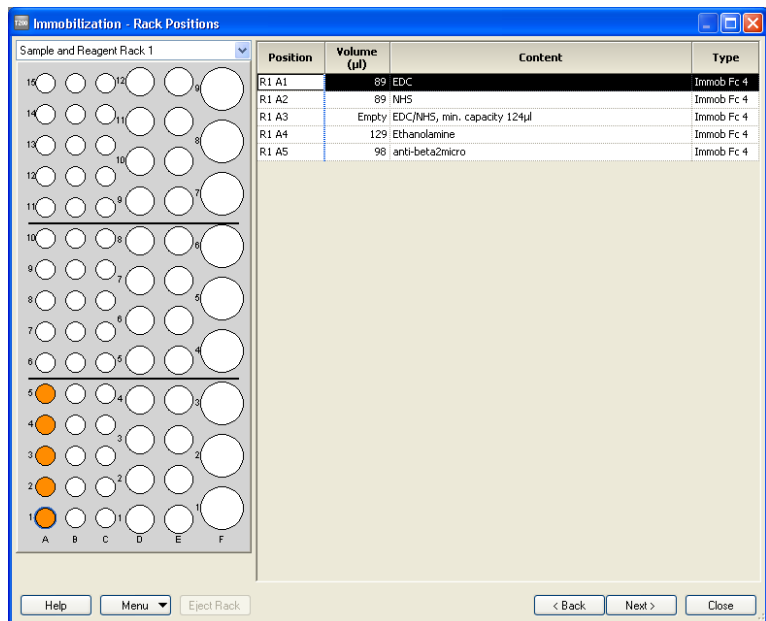 T200 Immobilization - Rack Positions
Sample and Reagent Rack 1
Position Volume (µl) Content Type
R1 A1 89 EDC Immob Fc 4
R1 A2 89 NHS Immob Fc 4
R1 A3 Empty EDC/NHS, min. capacity 124µl Immob Fc 4
R1 A4 129 Ethanolamine Immob Fc 4
R1 A5 98 anti-beta2micro Immob Fc 4
15 12 9
14 11
13 8
12 10
11 9 7
10 8 6
9 7
8 5
7 6
6 5 4
5 4 3
4
3 3 2
2 2
1 1 1
A B C D E F
Help Menu Eject Rack < Back Next > Close